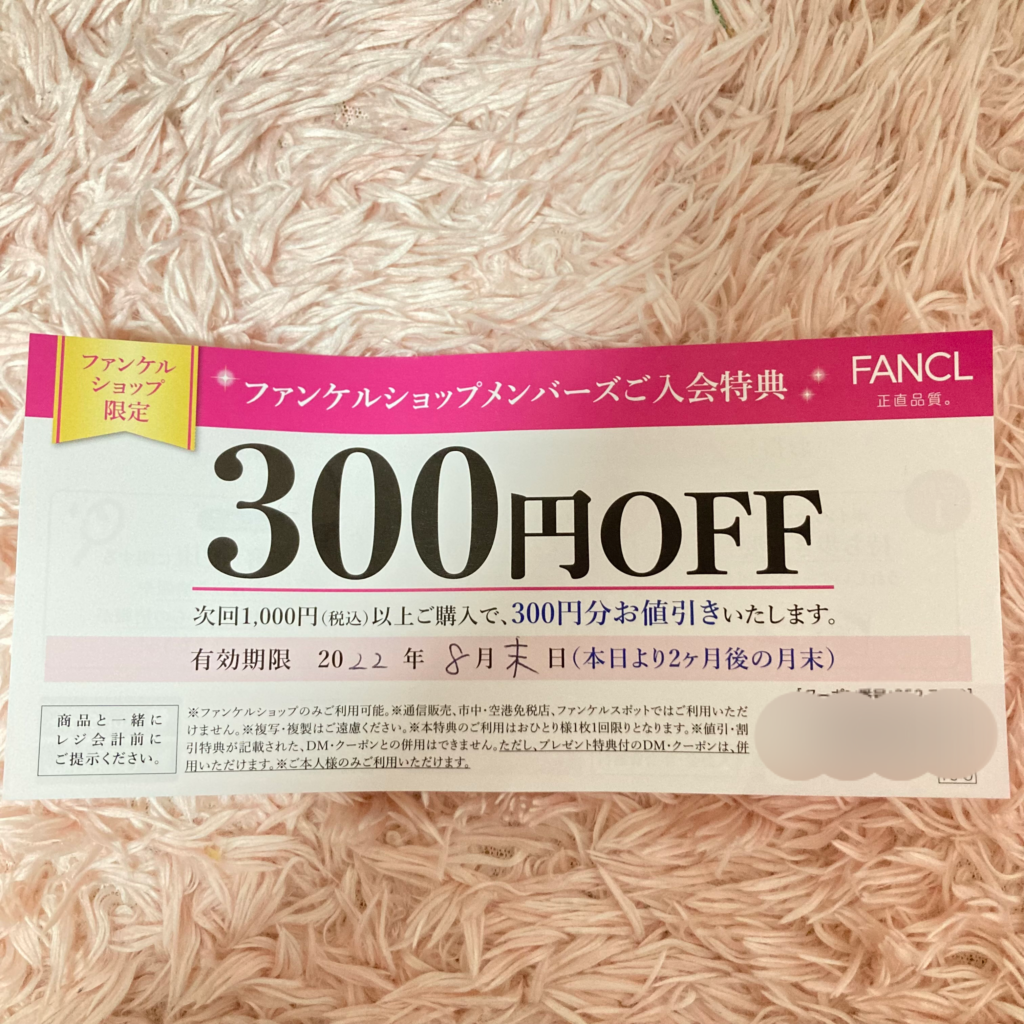 ファンケル
ショップ
限定
ファンケルショップメンバーズご入会特典
FANCL
正直品質。
300円OFF
次回1,000円(税込)以上ご購入で、300円分お値引きいたします。
有効期限 2022年 8月末日(本日より2ヶ月後の月末)
商品と一緒に
レジ会計前に
ご提示ください。
※ファンケルショップのみご利用可能。※通信販売、市中・空港免税店、ファンケルスポットではご利用いただ
けません。※複写・複製はご遠慮ください。※本特典のご利用はおひとり様1枚1回限りとなります。※値引・割
引特典が記載された、DM・クーポンとの併用はできません。ただし、プレゼント特典付のDM・クーポンは、併
用いただけます。※ご本人様のみご利用いただけます。